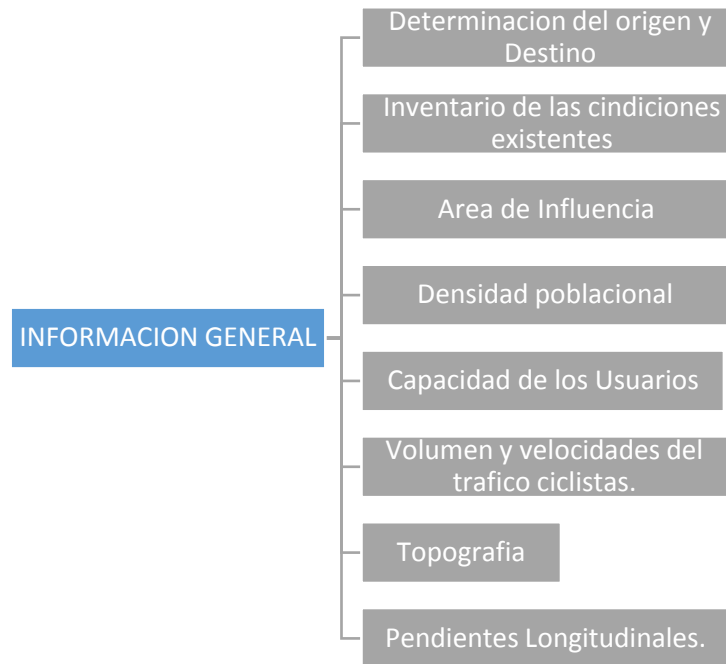 Determinacion del origen y
Destino
Inventario de las cindiciones
existentes
Area de Influencia
Densidad poblacional
INFORMACION GENERAL
Capacidad de los Usuarios
Volumen y velocidades del
trafico ciclistas.
Topografia
Pendientes Longitudinales.